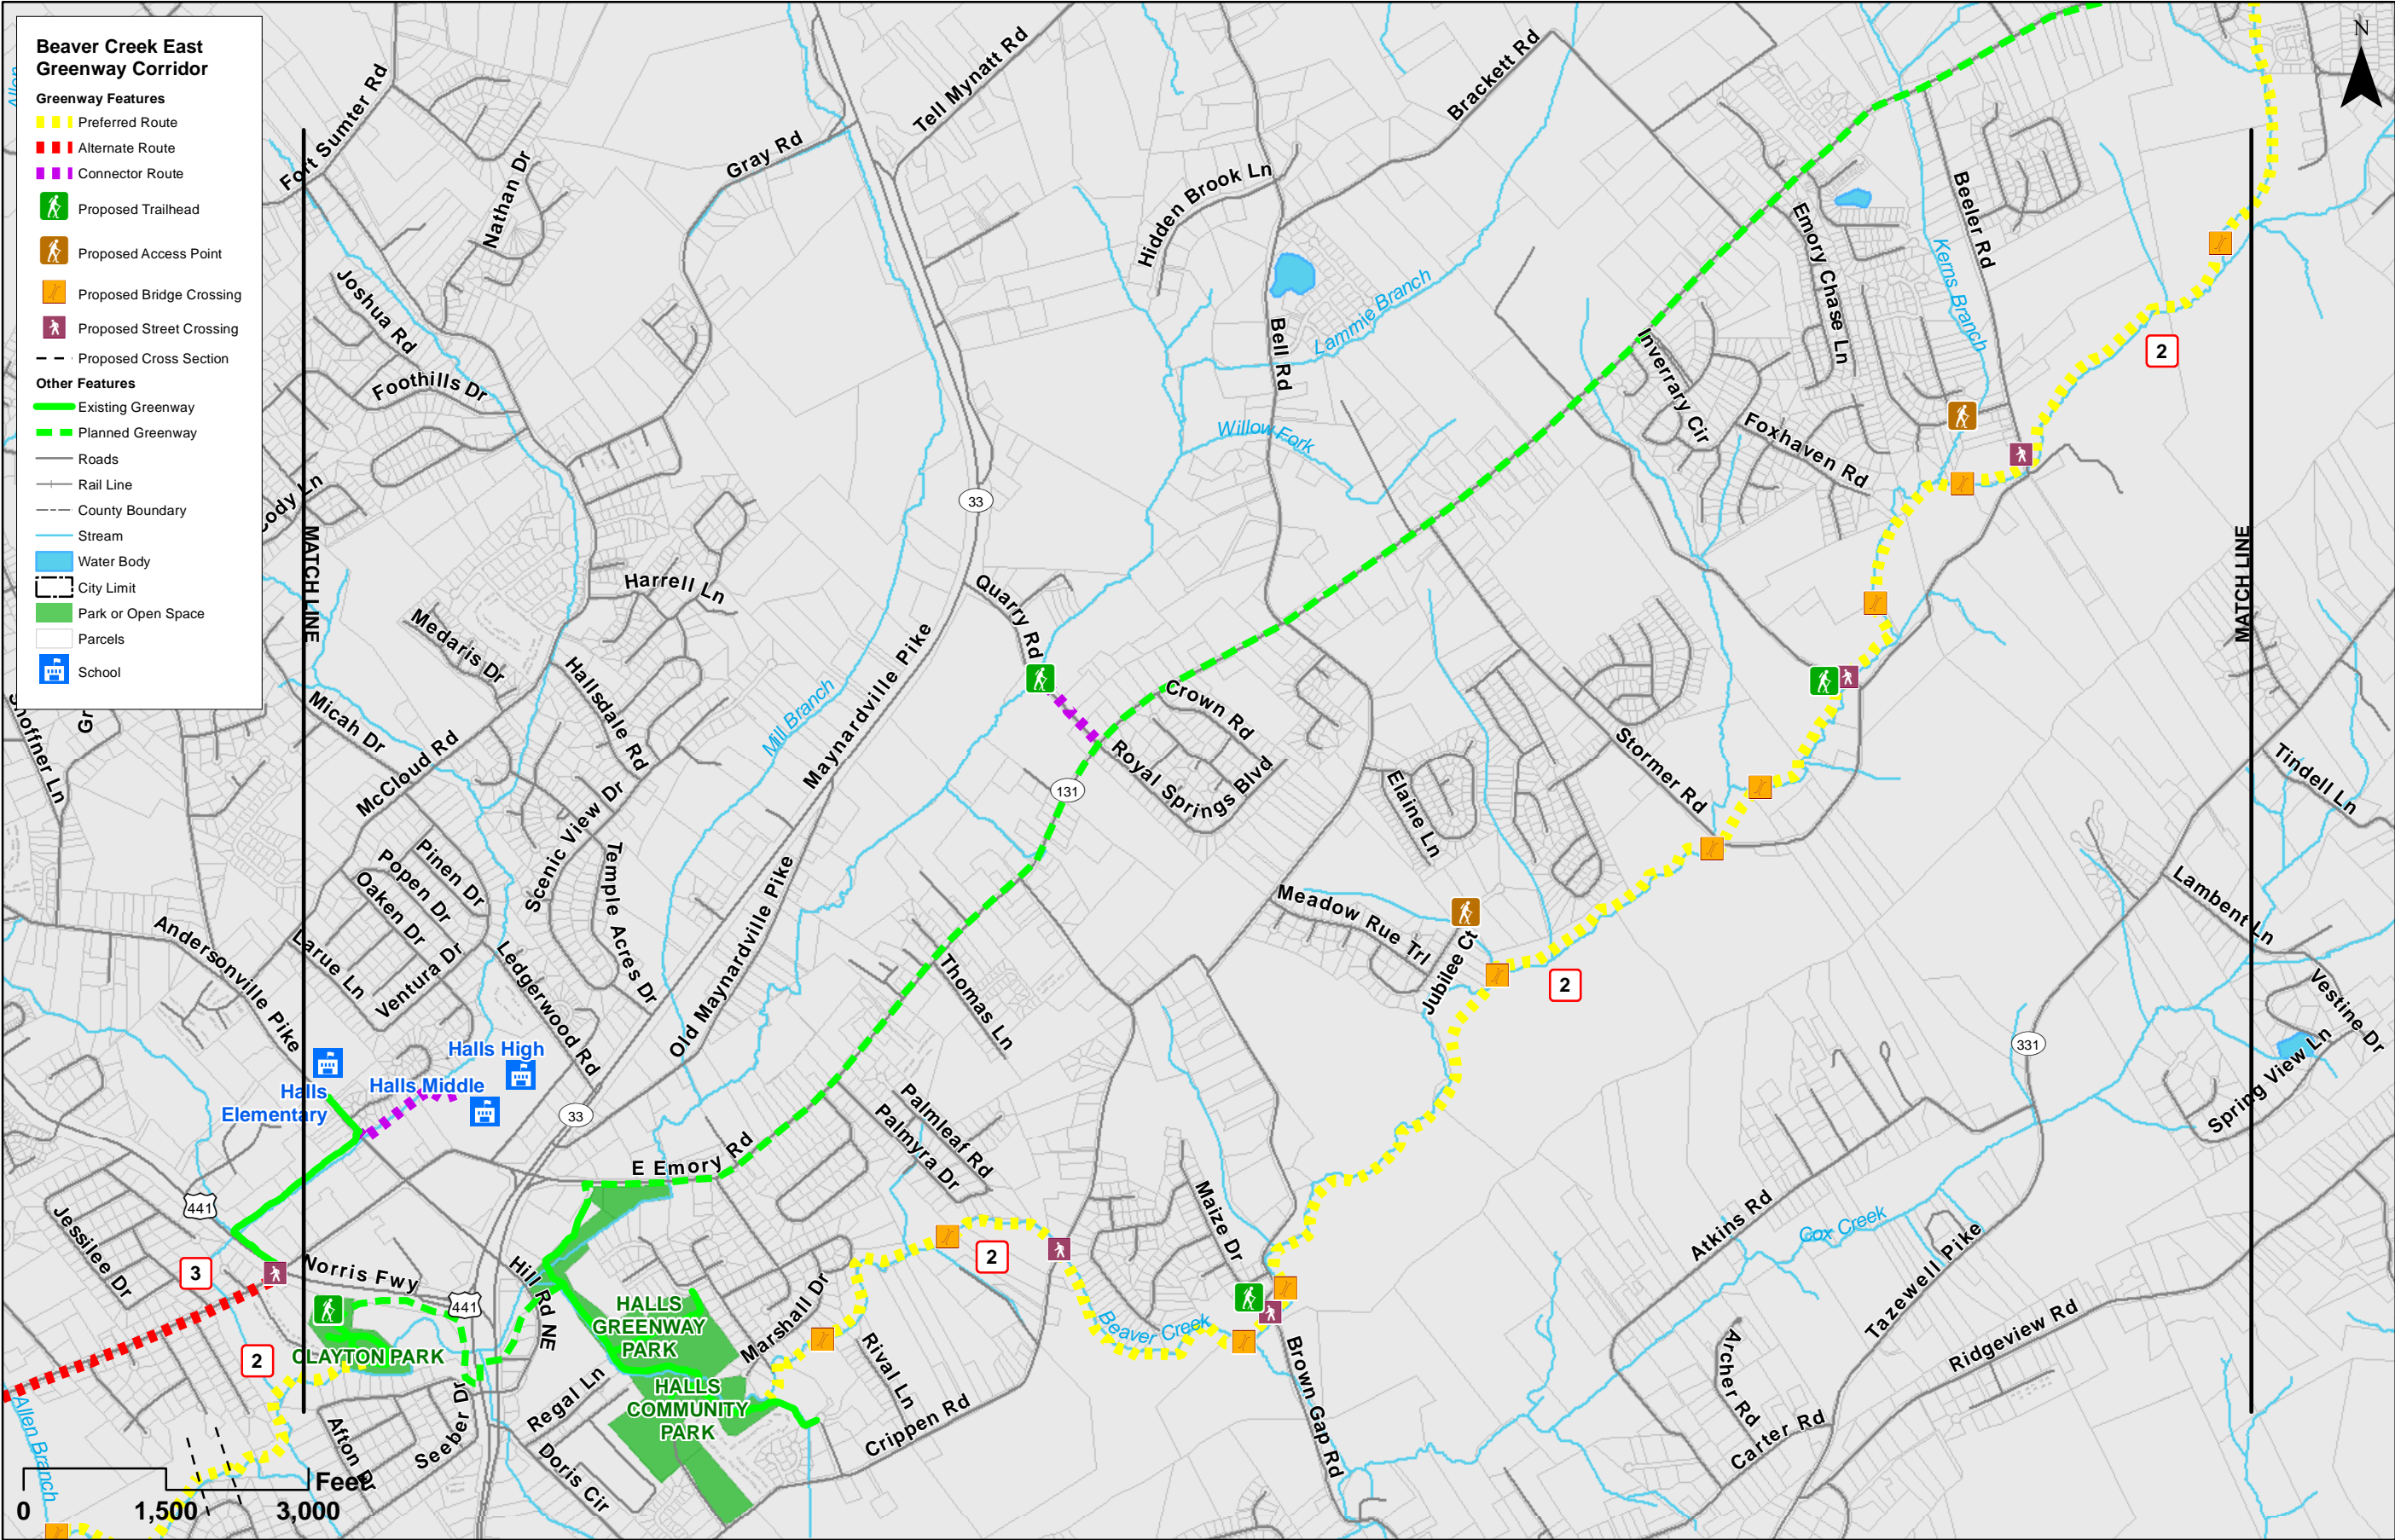 Beaver Creek East
Greenway Corridor
Greenway Features
Preferred Route
Alternate Route
Connector Route
Proposed Trailhead
Proposed Access Point
Proposed Bridge Crossing
Proposed Street Crossing
Proposed Cross Section
Other Features
Existing Greenway
Planned Greenway
Roads
Rail Line
County Boundary
Stream
Water Body
City Limit
Park or Open Space
Parcels
School
N
Fort Sumter Rd
Nathan Dr
Gray Rd
Tell Mynatt Rd
Brackett Rd
Hidden Brook Ln
Bell Rd
Lammie Branch
Willow Fork
Emory Chase Ln
Beeler Rd
Kerns Branch
Inverrary Cir
Foxhaven Rd
2
Joshua Rd
Foothills Dr
MATCH LINE
33
Harrell Ln
Quarry Rd
Medaris Dr
Hallsdale Rd
Micah Dr
McCloud Rd
Mill Branch
Maynardville Pike
Crown Rd
Royal Springs Blvd
131
Elaine Ln
Stormer Rd
MATCH LINE
Tindell Ln
Lambent Ln
Vestine Dr
Spring View Ln
331
Scenic View Dr
Temple Acres Dr
Pinen Dr
Popen Dr
Oaken Dr
Larue Ln
Ventura Dr
Ledgerwood Rd
Old Maynardville Pike
Andersonville Pike
Thomas Ln
Meadow Rue Trl
Jubilee Ct
2
Halls High
Halls Middle
Halls
Elementary
33
Palmleaf Rd
Palmyra Dr
E Emory Rd
441
Jessilee Dr
3
Norris Fwy
441
Hill Rd NE
HALLS
GREENWAY
PARK
Marshall Dr
2
Maize Dr
Beaver Creek
Atkins Rd
Cox Creek
Tazewell Pike
Ridgeview Rd
2
CLAYTON PARK
HALLS
COMMUNITY
PARK
Regal Ln
Rival Ln
Crippen Rd
Brown Gap Rd
Archer Rd
Carter Rd
Allen Branch
Afton Dr
Seeber Dr
Doris Cir
Feet
0
1,500
3,000